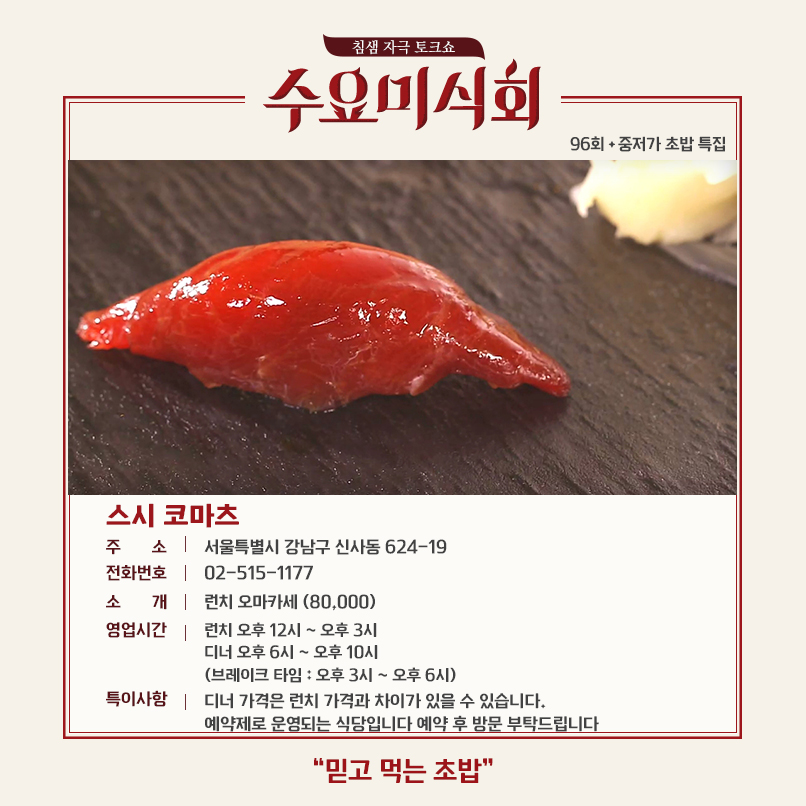 침샘 자극 토크쇼
수요미식회
96회 + 중저가 초밥 특집
스시 코마츠
주 소 | 서울특별시 강남구 신사동 624-19
전화번호 | 02-515-1177
소 개 | 런치 오마카세 (80,000)
영업시간 | 런치 오후 12시 ~ 오후 3시
디너 오후 6시 ~ 오후 10시
(브레이크 타임 : 오후 3시 ~ 오후 6시)
특이사항 | 디너 가격은 런치 가격과 차이가 있을 수 있습니다.
예약제로 운영되는 식당입니다 예약 후 방문 부탁드립니다
“믿고 먹는 초밥”